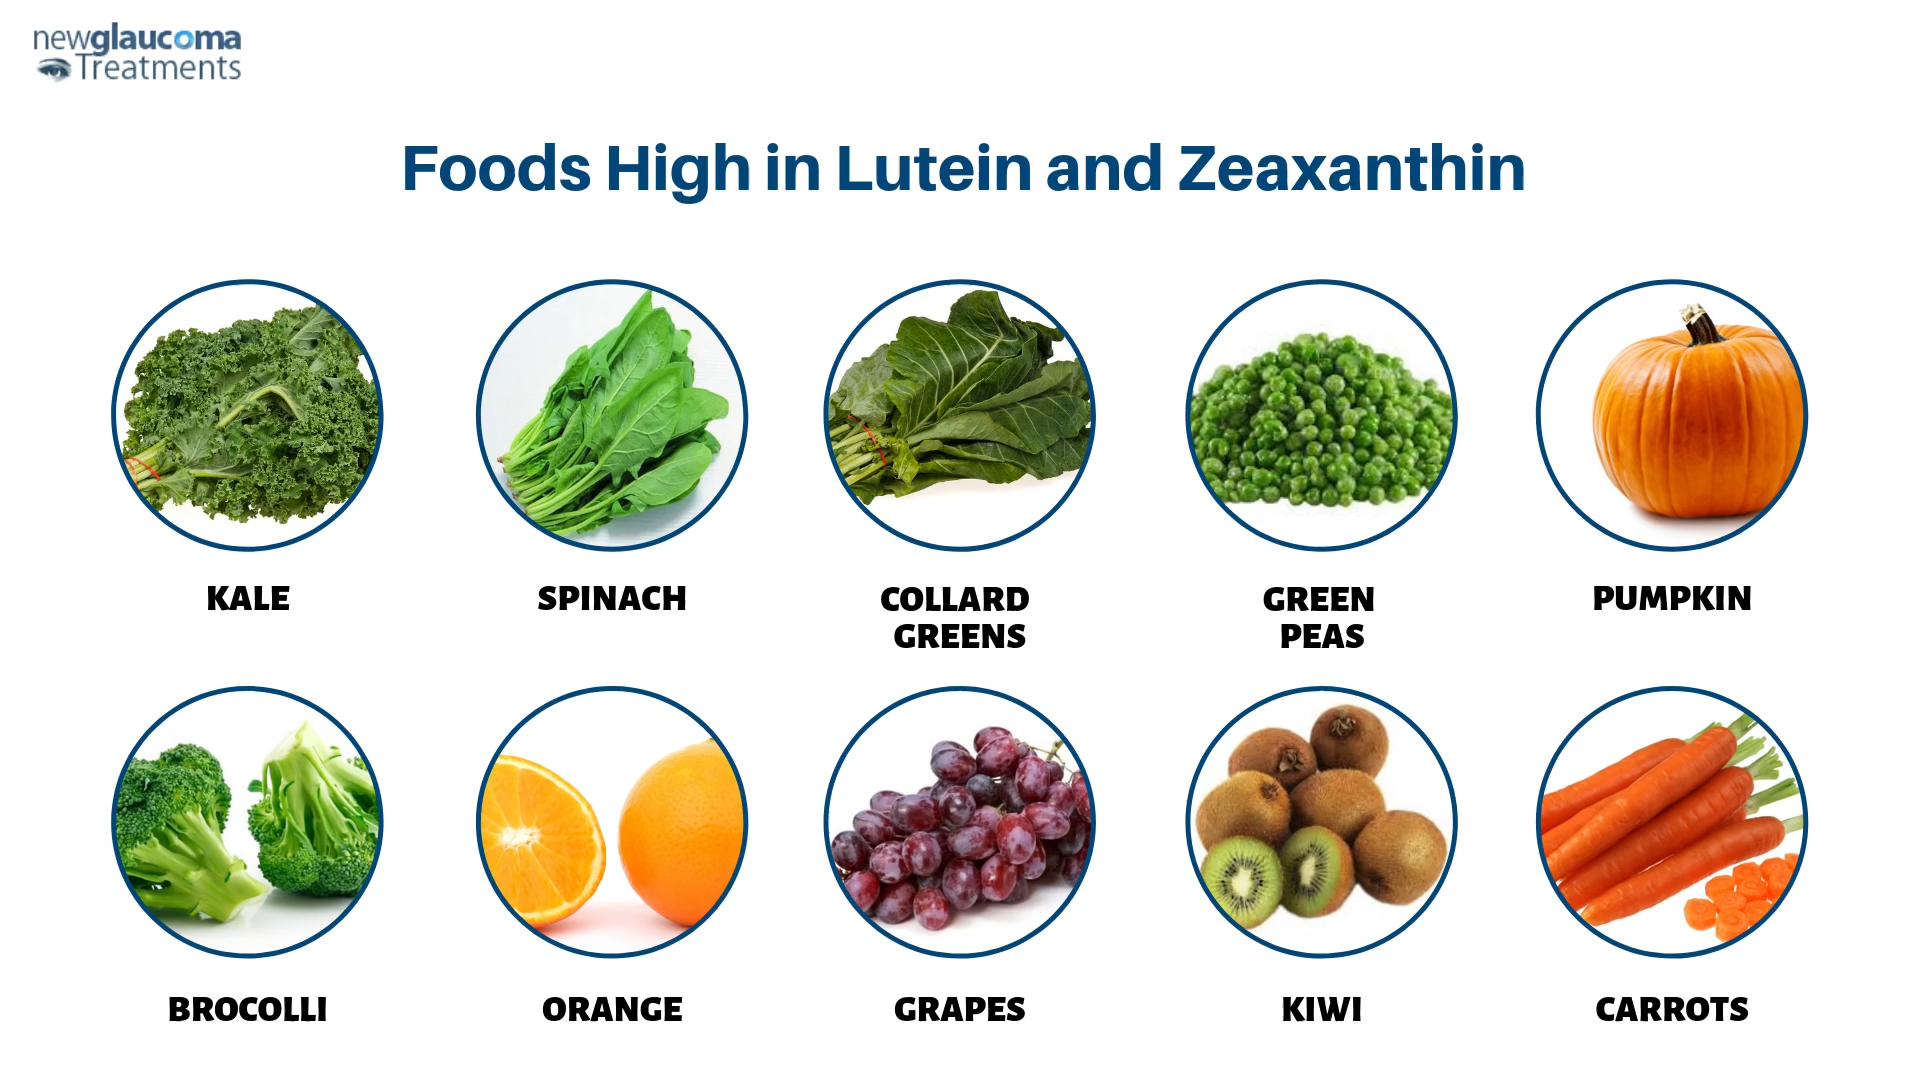 newglaucoma
Treatments
Foods High in Lutein and Zeaxanthin
KALE
SPINACH
COLLARD
GREENS
GREEN
PEAS
PUMPKIN
BROCOLLI
ORANGE
GRAPES
KIWI
CARROTS